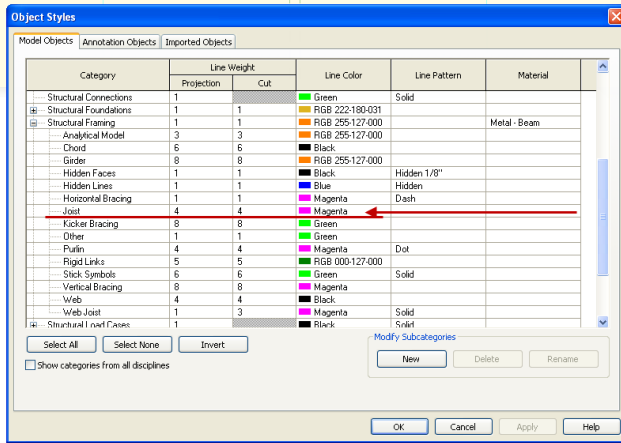 Object Styles
Model Objects Annotation Objects Imported Objects
Category Line Weight Line Color Line Pattern Material
Projection Cut
Structural Connections 1 Green Solid
Structural Foundations 1 1 RGB 222-180-031
Structural Framing 1 1 RGB 255-127-000 Metal - Beam
Analytical Model 3 3 RGB 255-127-000
Chord 6 6 Black
Girder 8 8 RGB 255-127-000
Hidden Faces 1 1 Black Hidden 1/8"
Hidden Lines 1 1 Blue Hidden
Horizontal Bracing 1 1 Magenta Dash
Joist 4 4 Magenta
Kicker Bracing 8 8 Green
Other 1 1 Green
Purlin 4 4 Magenta Dot
Rigid Links 5 5 RGB 000-127-000
Stick Symbols 6 6 Green Solid
Vertical Bracing 8 8 Magenta
Web 4 4 Black
Web Joist 1 3 Magenta Solid
Structural Load Cases 1 Black Solid
Select All Select None Invert
Modify Subcategories
New Delete Rename
Show categories from all disciplines
OK Cancel Apply Help